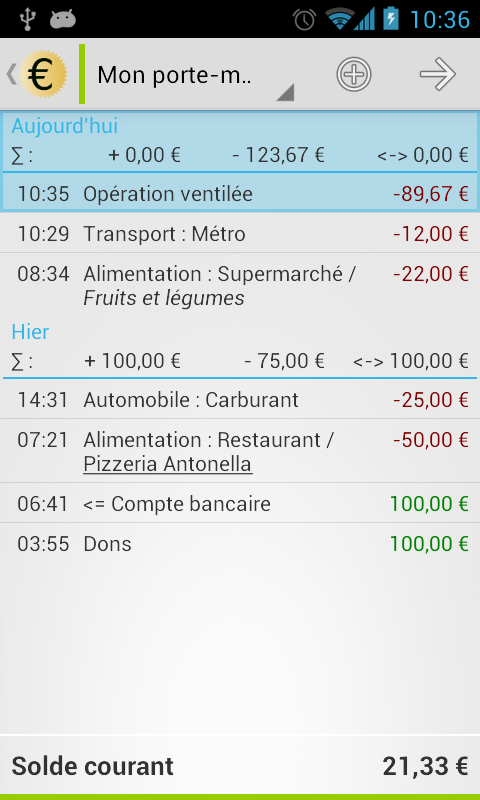 10:36
€ Mon porte-m..
Aujourd'hui
∑ : + 0,00 € - 123,67 € <-> 0,00 €
10:35 Opération ventilée -89,67 €
10:29 Transport : Métro -12,00 €
08:34 Alimentation : Supermarché / -22,00 €
Fruits et légumes
Hier
∑ : + 100,00 € - 75,00 € <-> 100,00 €
14:31 Automobile : Carburant -25,00 €
07:21 Alimentation : Restaurant / -50,00 €
Pizzeria Antonella
06:41 <= Compte bancaire 100,00 €
03:55 Dons 100,00 €
Solde courant 21,33 €